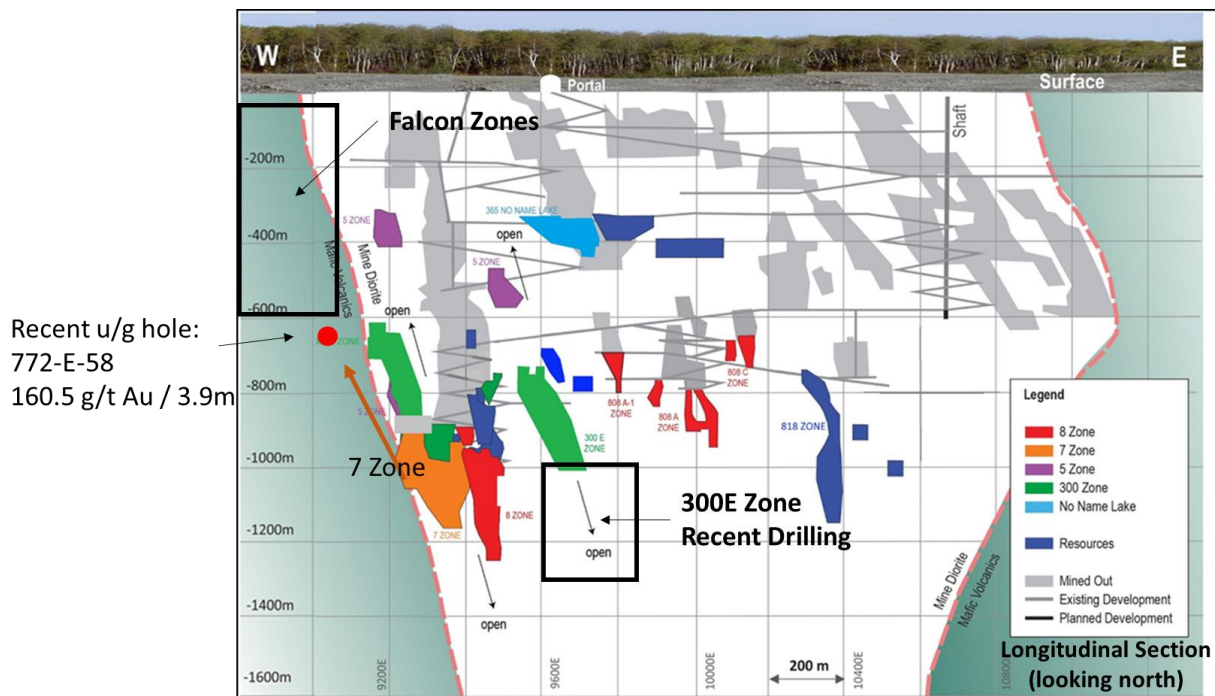 W
E
Portal
Surface
Falcon Zones
Shaft
-200m
365 NO NAME LAKE
5 ZONE
-400m
open
Mafic Volcanics
Mine Diorite
5 ZONE
-600m
open
Recent u/g hole:
772-E-58
160.5 g/t Au / 3.9m
ZONE
808 C
ZONE
-800m
808 A-1
ZONE
808 A
ZONE
5 ZONE
818 ZONE
300 E
ZONE
7 Zone
-1000m
300E Zone
Recent Drilling
8 ZONE
7 ZONE
open
-1200m
-1400m
open
-1600m
9200E
9600E
10000E
200 m
10400E
10800E
Mine Diorite
Mafic Volcanics
Legend
8 Zone
7 Zone
5 Zone
300 Zone
No Name Lake
Resources
Mined Out
Existing Development
Planned Development
Longitudinal Section
(looking north)